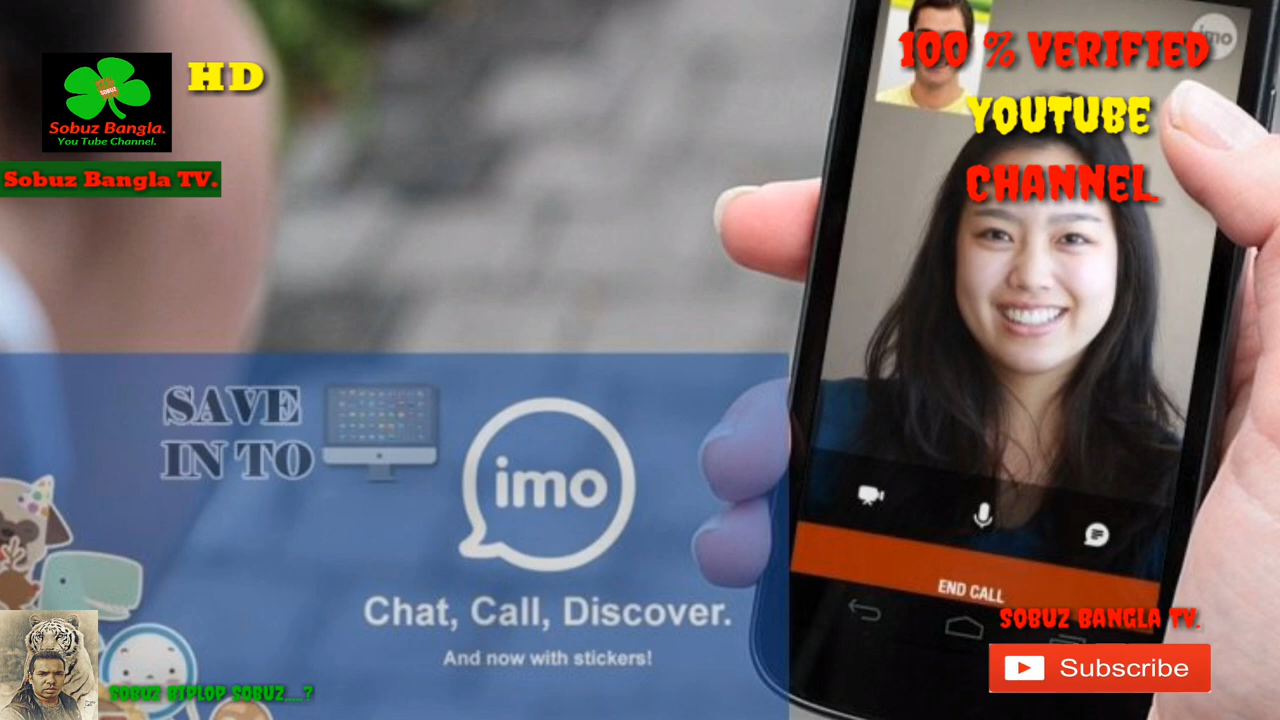 SOBUZ
Sobuz Bangla.
You Tube Channel.
HD
Sobuz Bangla TV.
imo
100 % VERIFIED
YOUTUBE
CHANNEL
SAVE
IN TO
imo
Chat, Call, Discover.
And now with stickers!
END CALL
SOBUZ BANGLA TV.
Subscribe
SOBUZ BIPLOP SOBUZ....?